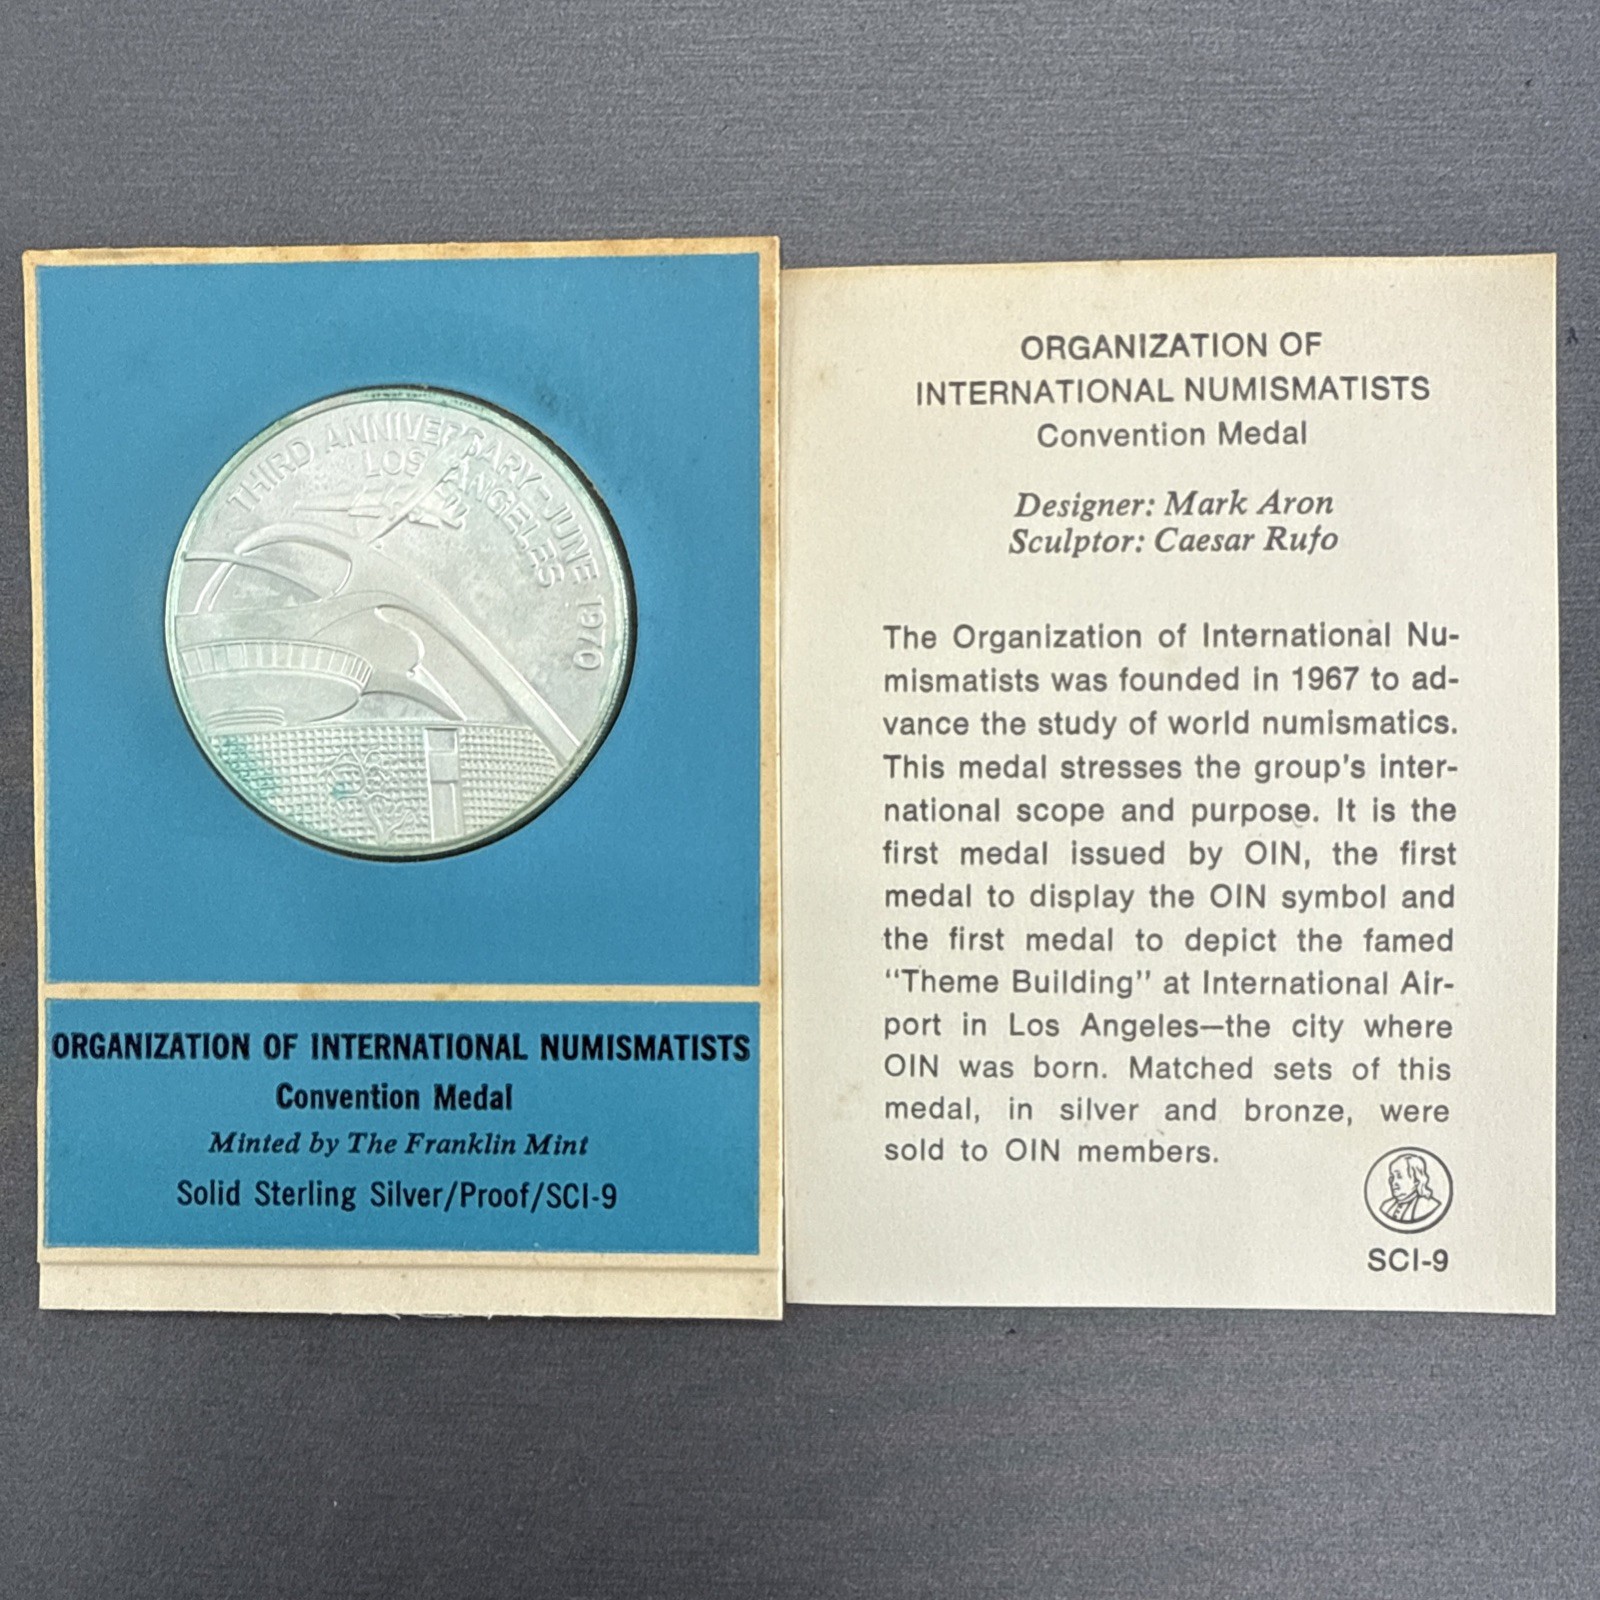 THIRD ANNIVERSARY-JUNE 1970
LOS ANGELES
ORGANIZATION OF INTERNATIONAL NUMISMATISTS
Convention Medal
Minted by The Franklin Mint
Solid Sterling Silver/Proof/SCI-9
ORGANIZATION OF
INTERNATIONAL NUMISMATISTS
Convention Medal
Designer: Mark Aron
Sculptor: Caesar Rufo
The Organization of International Nu-
mismatists was founded in 1967 to ad-
vance the study of world numismatics.
This medal stresses the group's inter-
national scope and purpose. It is the
first medal issued by OIN, the first
medal to display the OIN symbol and
the first medal to depict the famed
"Theme Building" at International Air-
port in Los Angeles—the city where
OIN was born. Matched sets of this
medal, in silver and bronze, were
sold to OIN members.
SCI-9